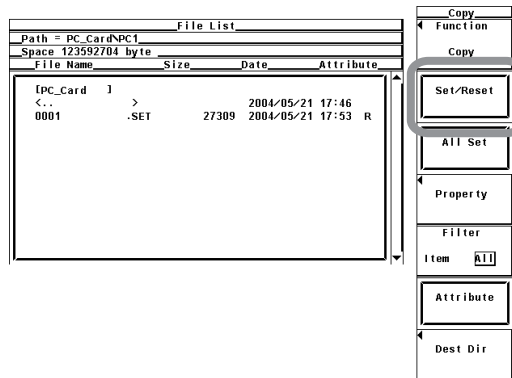 File List
Path = PC_Card\PC1
Space 123592704 byte
File Name Size Date Attribute
[PC_Card ]
<.. > 2004/05/21 17:46
0001 .SET 27309 2004/05/21 17:53 R
Copy
Function
Copy
Set/Reset
All Set
Property
Filter
Item All
Attribute
Dest Dir